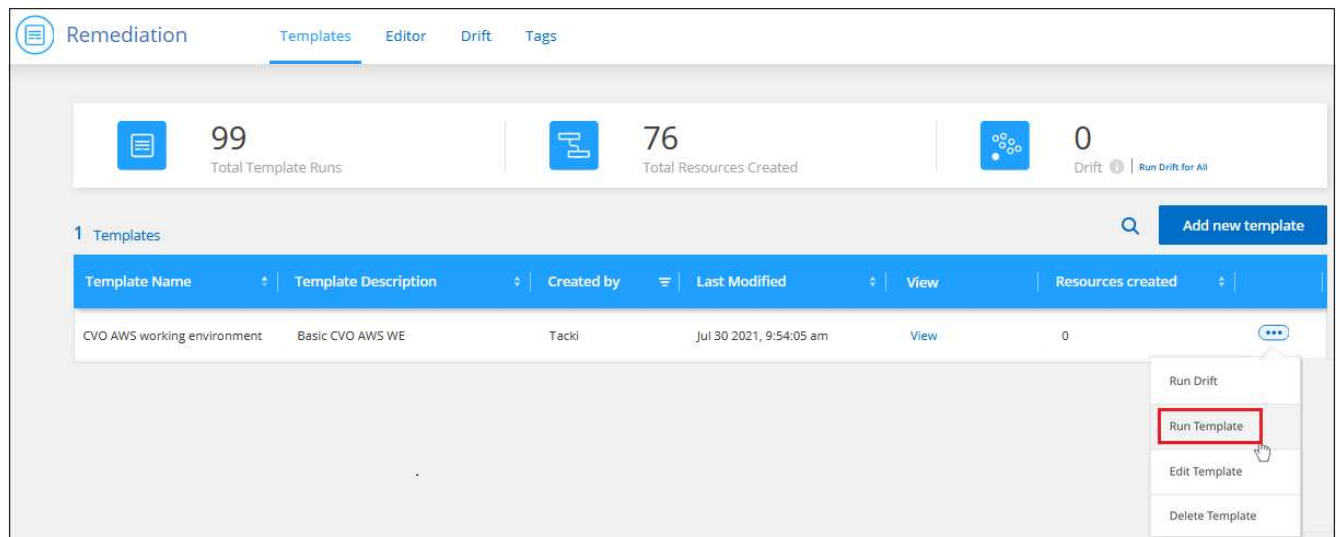 Remediation Templates Editor Drift Tags
99 76 0
Total Template Runs Total Resources Created Drift Run Drift for All
1 Templates Add new template
Template Name Template Description Created by Last Modified View Resources created
CVO AWS working environment Basic CVO AWS WE Tacki Jul 30 2021, 9:54:05 am View 0
Run Drift
Run Template
Edit Template
Delete Template